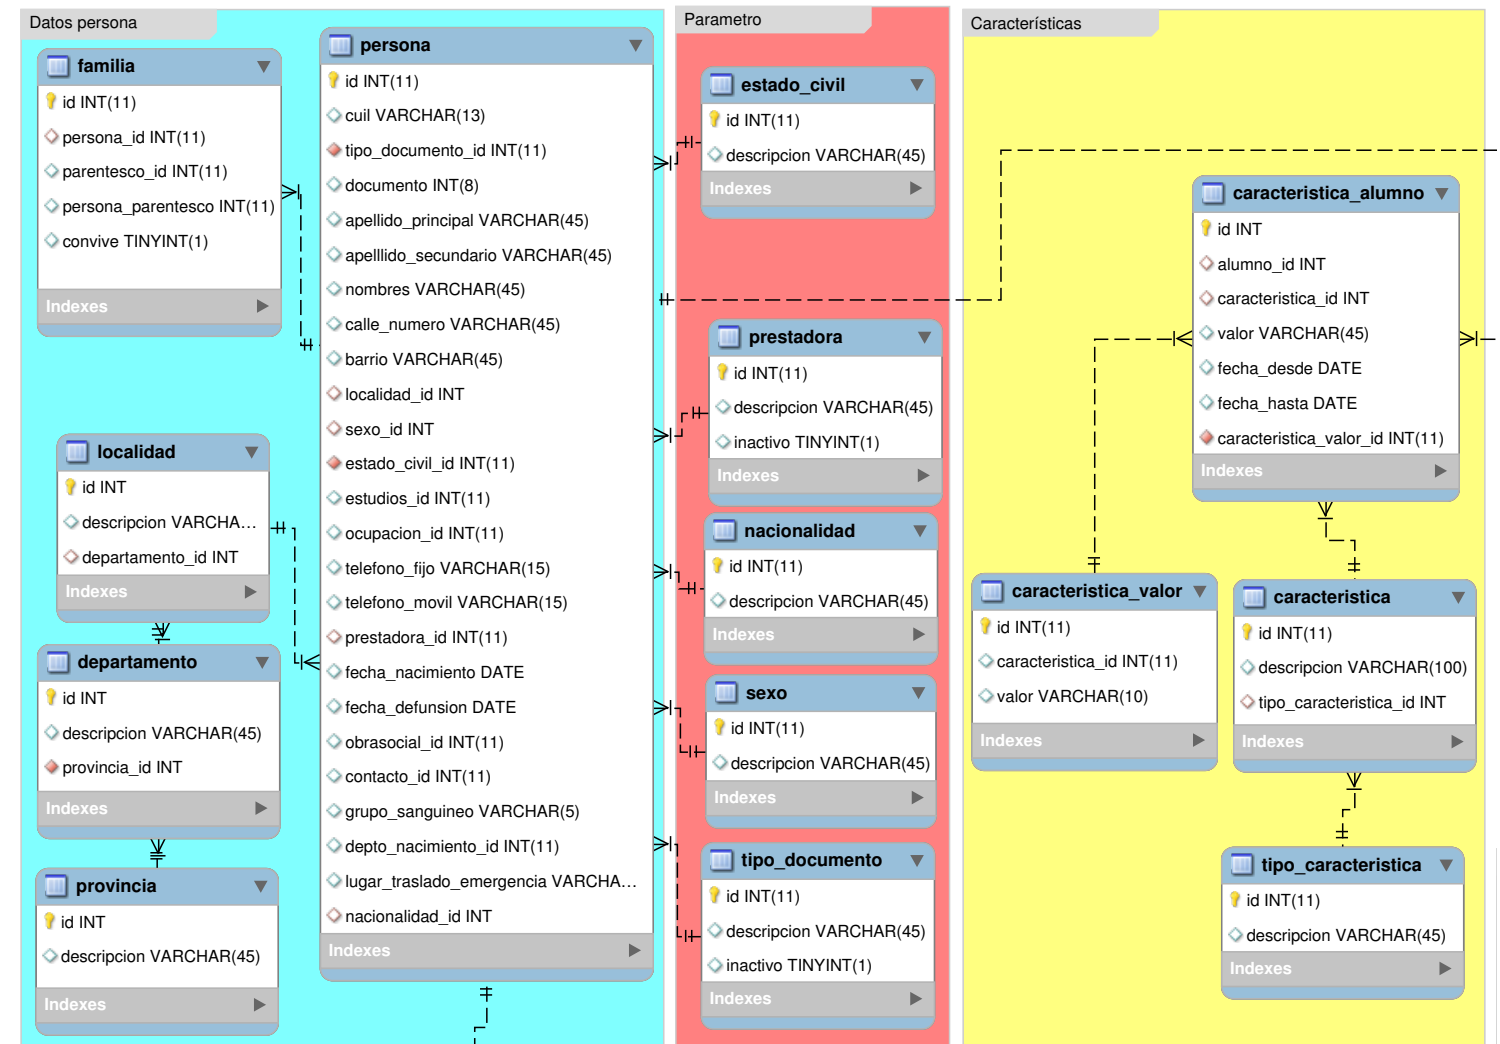 Datos persona
familia
id INT(11)
persona_id INT(11)
parentesco_id INT(11)
persona_parentesco INT(11)
convive TINYINT(1)
Indexes
localidad
id INT
descripcion VARCHA...
departamento_id INT
Indexes
departamento
id INT
descripcion VARCHAR(45)
provincia_id INT
Indexes
provincia
id INT
descripcion VARCHAR(45)
Indexes
persona
id INT(11)
cuil VARCHAR(13)
tipo_documento_id INT(11)
documento INT(8)
apellido_principal VARCHAR(45)
apelllido_secundario VARCHAR(45)
nombres VARCHAR(45)
calle_numero VARCHAR(45)
barrio VARCHAR(45)
localidad_id INT
sexo_id INT
estado_civil_id INT(11)
estudios_id INT(11)
ocupacion_id INT(11)
telefono_fijo VARCHAR(15)
telefono_movil VARCHAR(15)
prestadora_id INT(11)
fecha_nacimiento DATE
fecha_defunsion DATE
obrasocial_id INT(11)
contacto_id INT(11)
grupo_sanguineo VARCHAR(5)
depto_nacimiento_id INT(11)
lugar_traslado_emergencia VARCHA...
nacionalidad_id INT
Indexes
Parametro
estado_civil
id INT(11)
descripcion VARCHAR(45)
Indexes
prestadora
id INT(11)
descripcion VARCHAR(45)
inactivo TINYINT(1)
Indexes
nacionalidad
id INT(11)
descripcion VARCHAR(45)
Indexes
sexo
id INT(11)
descripcion VARCHAR(45)
Indexes
tipo_documento
id INT(11)
descripcion VARCHAR(45)
inactivo TINYINT(1)
Indexes
Características
caracteristica_alumno
id INT
alumno_id INT
caracteristica_id INT
valor VARCHAR(45)
fecha_desde DATE
fecha_hasta DATE
caracteristica_valor_id INT(11)
Indexes
caracteristica_valor
id INT(11)
caracteristica_id INT(11)
valor VARCHAR(10)
Indexes
caracteristica
id INT(11)
descripcion VARCHAR(100)
tipo_caracteristica_id INT
Indexes
tipo_caracteristica
id INT(11)
descripcion VARCHAR(45)
Indexes